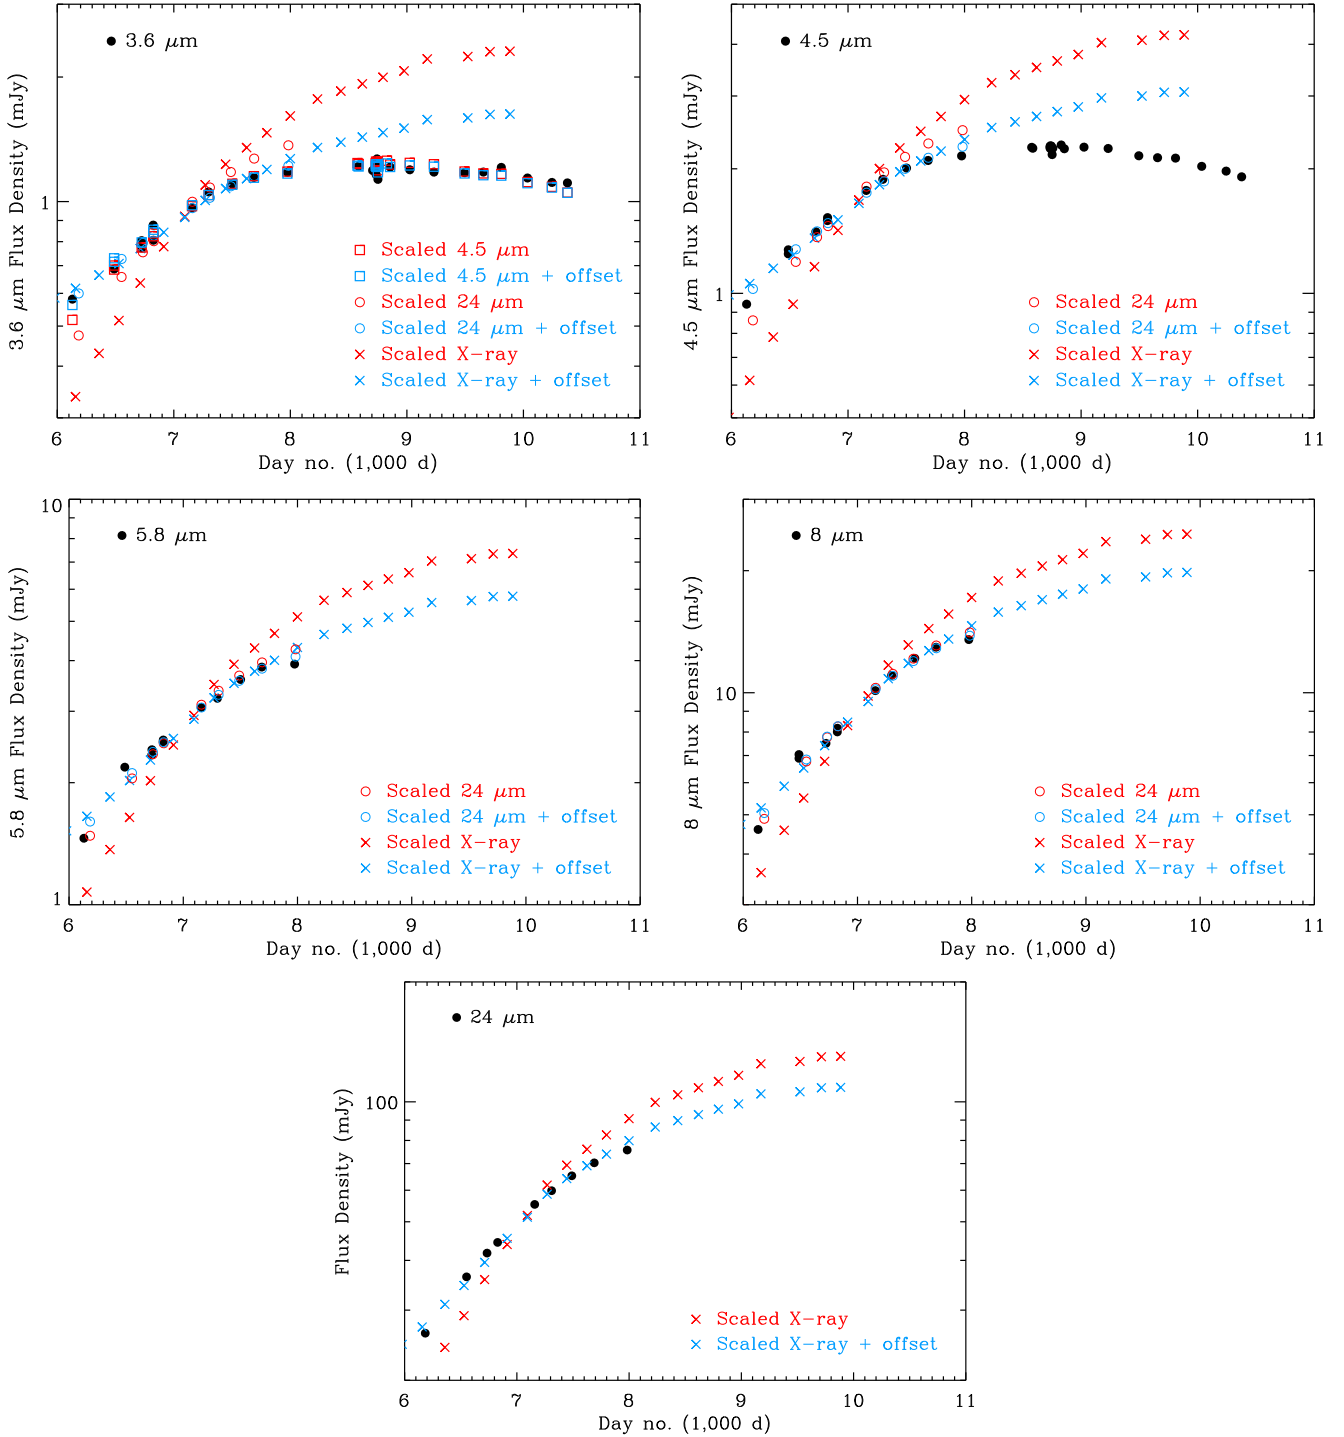 3.6 μm
3.6 μm Flux Density (mJy)
1
Scaled 4.5 μm
Scaled 4.5 μm + offset
Scaled 24 μm
Scaled 24 μm + offset
Scaled X-ray
Scaled X-ray + offset
6 7 8 9 10 11
Day no. (1,000 d)
4.5 μm
4.5 μm Flux Density (mJy)
1
Scaled 24 μm
Scaled 24 μm + offset
Scaled X-ray
Scaled X-ray + offset
6 7 8 9 10 11
Day no. (1,000 d)
10
5.8 μm
5.8 μm Flux Density (mJy)
Scaled 24 μm
Scaled 24 μm + offset
Scaled X-ray
Scaled X-ray + offset
1
6 7 8 9 10 11
Day no. (1,000 d)
8 μm
8 μm Flux Density (mJy)
10
Scaled 24 μm
Scaled 24 μm + offset
Scaled X-ray
Scaled X-ray + offset
6 7 8 9 10 11
Day no. (1,000 d)
24 μm
100
Flux Density (mJy)
Scaled X-ray
Scaled X-ray + offset
6 7 8 9 10 11
Day no. (1,000 d)